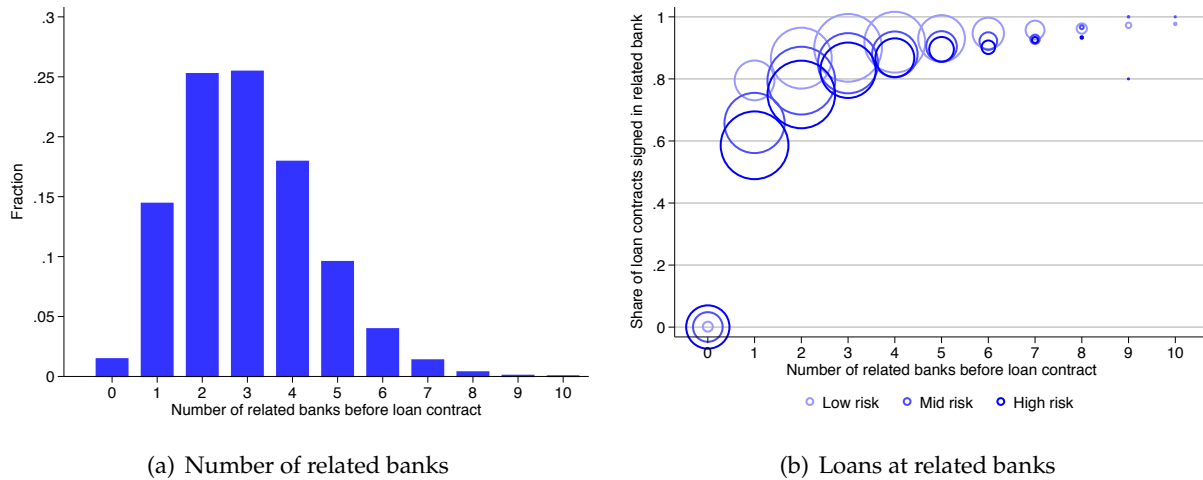 .3
.25
.2
.15
.1
.05
0
Fraction
0 1 2 3 4 5 6 7 8 9 10
Number of related banks before loan contract
(a) Number of related banks
1
.8
.6
.4
.2
0
Share of loan contracts signed in related bank
0 1 2 3 4 5 6 7 8 9 10
Number of related banks before loan contract
Low risk Mid risk High risk
(b) Loans at related banks